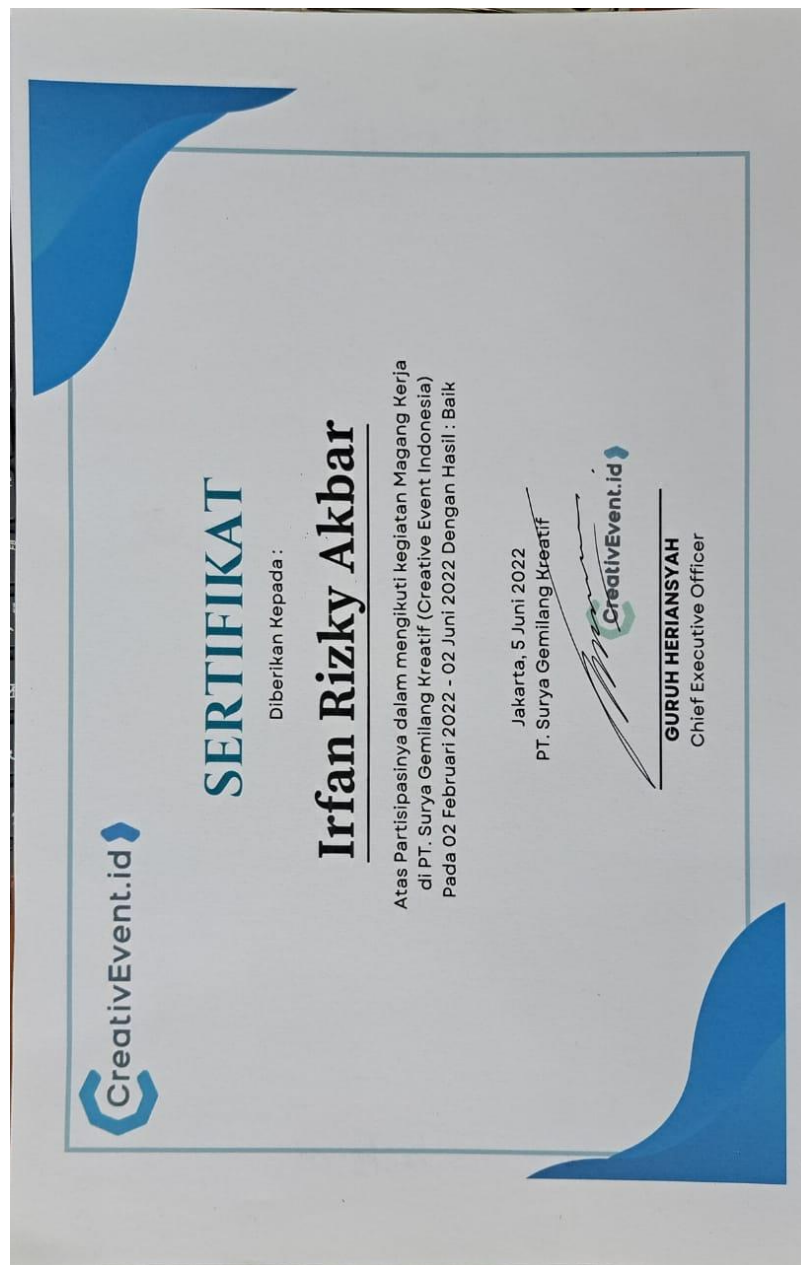 CreativEvent.id
SERTIFIKAT
Diberikan Kepada :
Irfan Rizky Akbar
Atas Partisipasinya dalam mengikuti kegiatan Magang Kerja
di PT. Surya Gemilang Kreatif (Creative Event Indonesia)
Pada 02 Februari 2022 - 02 Juni 2022 Dengan Hasil : Baik
Jakarta, 5 Juni 2022
PT. Surya Gemilang Kreatif
CreativEvent.id
GURUH HERIANSYAH
Chief Executive Officer